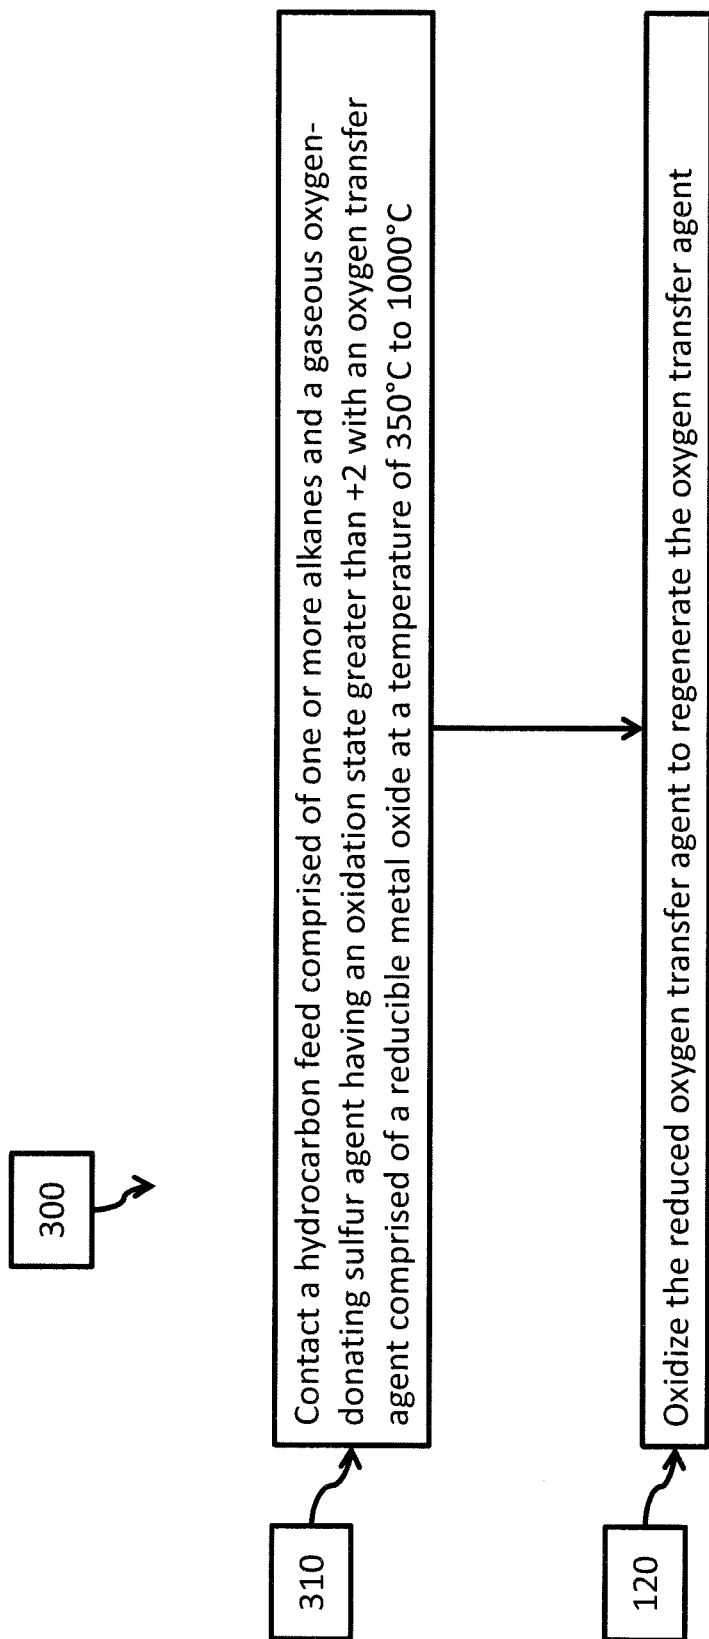 300
310
Contact a hydrocarbon feed comprised of one or more alkanes and a gaseous oxygen-
donating sulfur agent having an oxidation state greater than +2 with an oxygen transfer
agent comprised of a reducible metal oxide at a temperature of 350°C to 1000°C
120
Oxidize the reduced oxygen transfer agent to regenerate the oxygen transfer agent